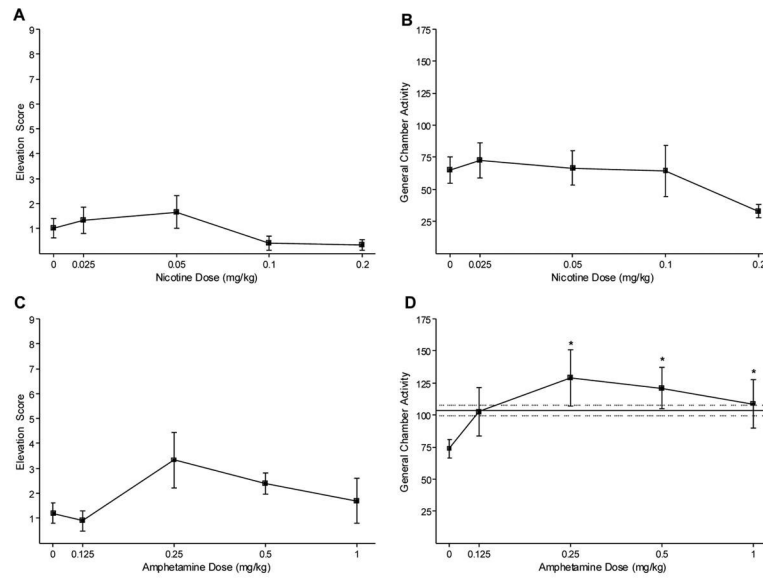 A
9
8
7
6
5
4
3
2
1
Elevation Score
0 0.025 0.05 0.1 0.2
Nicotine Dose (mg/kg)
B
175
150
125
100
75
50
25
General Chamber Activity
0 0.025 0.05 0.1 0.2
Nicotine Dose (mg/kg)
C
9
8
7
6
5
4
3
2
1
Elevation Score
0 0.125 0.25 0.5 1
Amphetamine Dose (mg/kg)
D
175
150
125
100
75
50
25
General Chamber Activity
* * *
0 0.125 0.25 0.5 1
Amphetamine Dose (mg/kg)